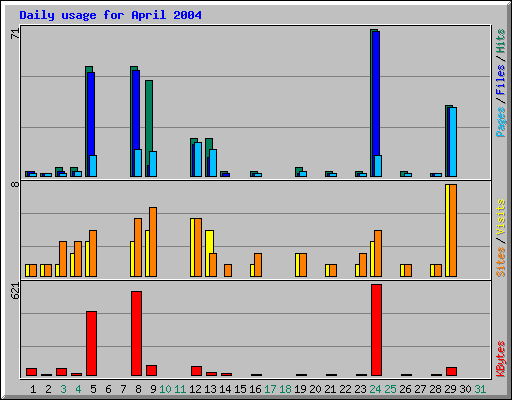 Daily usage for April 2004
71
8
621
Pages / Files / Hits
Sites / Visits
KBytes
1 2 3 4 5 6 7 8 9 10 11 12 13 14 15 16 17 18 19 20 21 22 23 24 25 26 27 28 29 30 31